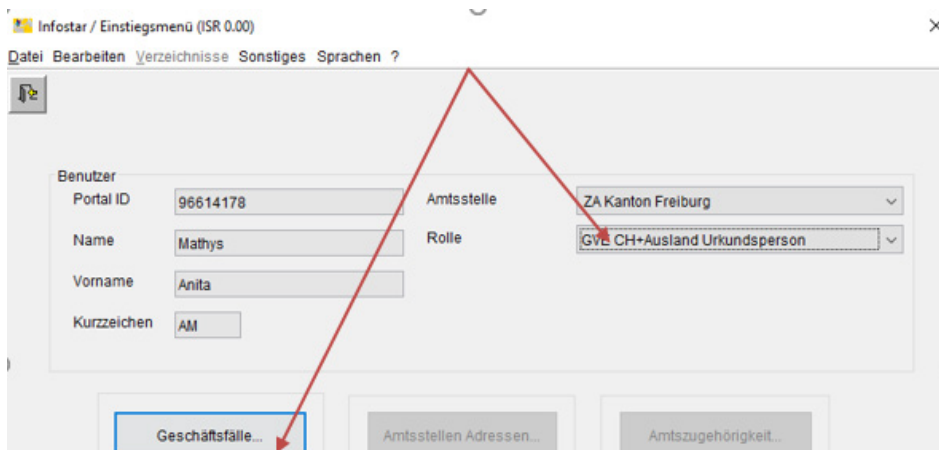 Infostar / Einstiegsmenü (ISR 0.00)
Datei Bearbeiten Verzeichnisse Sonstiges Sprachen ?
Benutzer
Portal ID 96614178 Amtsstelle ZA Kanton Freiburg
Name Mathys Rolle GVE CH+Ausland Urkundsperson
Vorname Anita
Kurzzeichen AM
Geschäftsfälle... Amtsstellen Adressen... Amtszugehörigkeit...